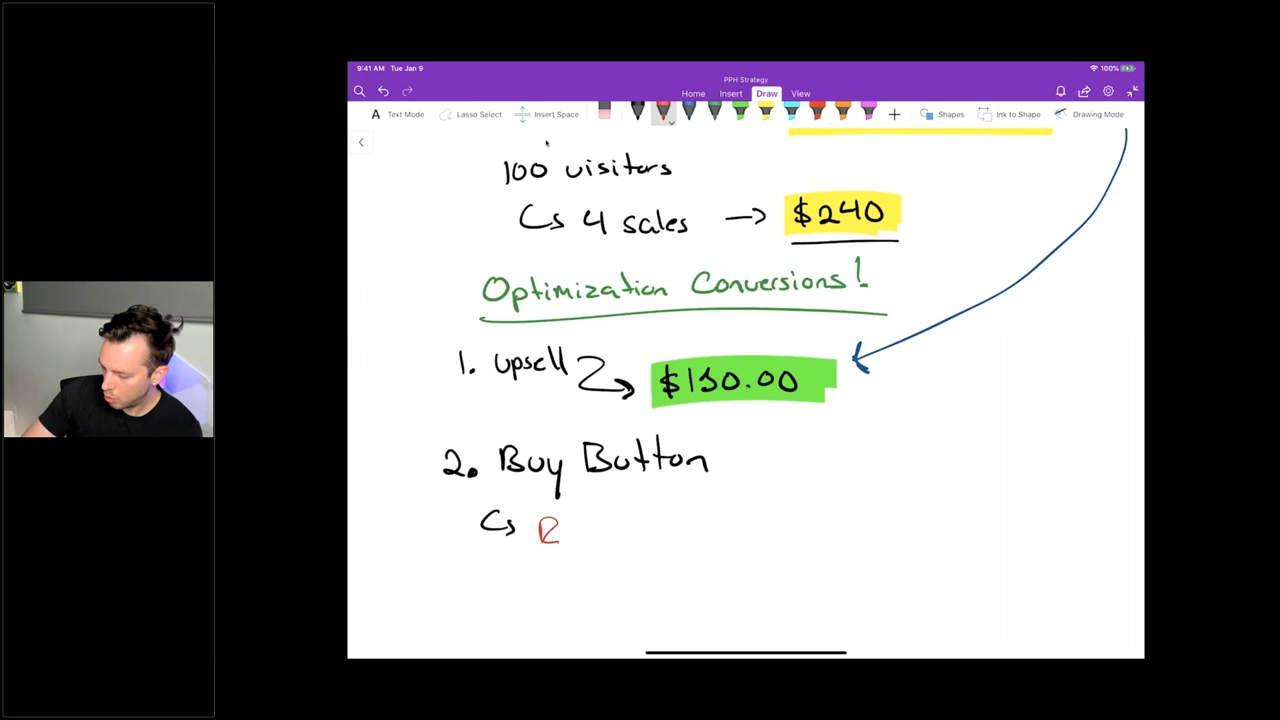 9:41 AM Tue Jan 9
100%
PPH Strategy
Home Insert Draw View
A Text Mode Lasso Select Insert Space Shapes Ink to Shape Drawing Mode
100 visitors
4 sales → $240
Optimization Conversions!
1. Upsell → $150.00
2. Buy Button
R